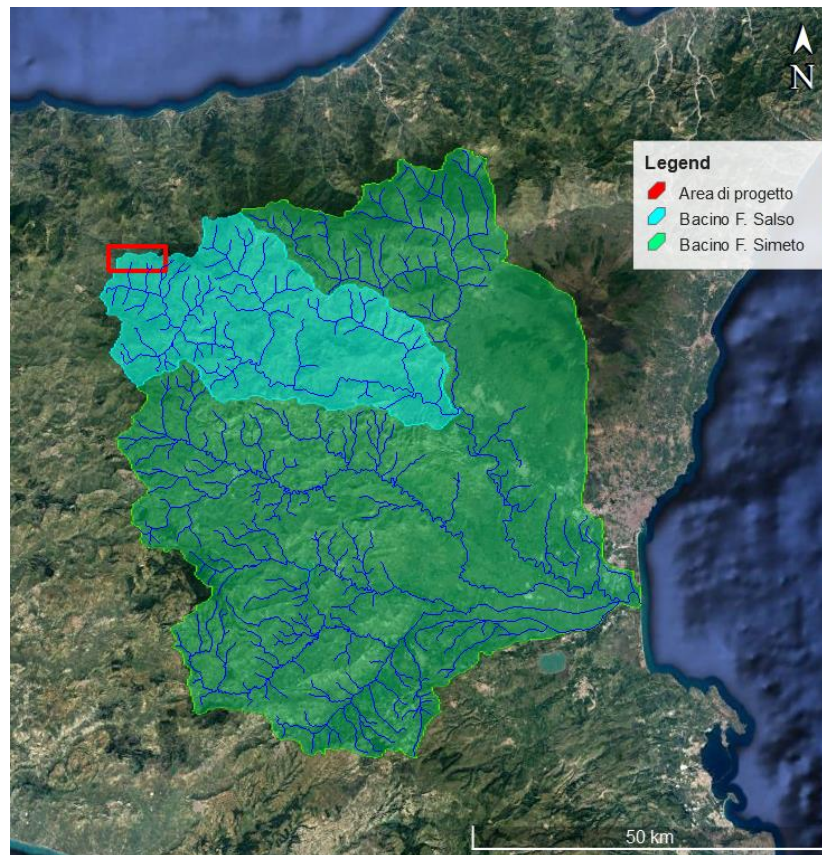 N
Legend
Area di progetto
Bacino F. Salso
Bacino F. Simeto
50 km